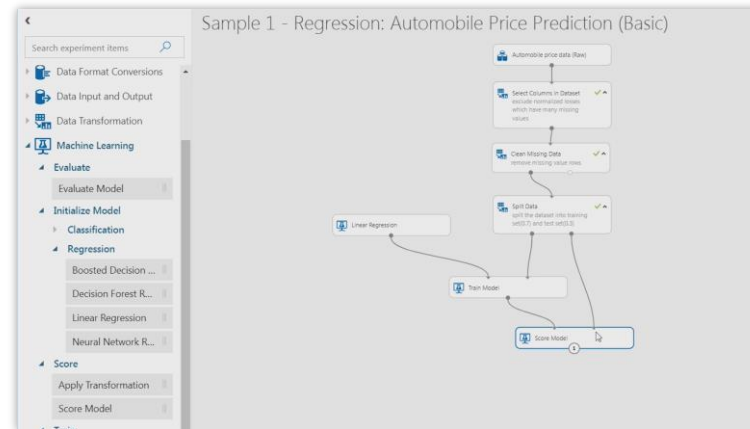 Sample 1 - Regression: Automobile Price Prediction (Basic)
Search experiment items
Data Format Conversions
Data Input and Output
Data Transformation
Machine Learning
Evaluate
Evaluate Model
Initialize Model
Classification
Regression
Boosted Decision ...
Decision Forest R...
Linear Regression
Neural Network R...
Score
Apply Transformation
Score Model
Automobile price data (Raw)
Select Columns in Dataset
exclude normalized losses
which have many missing
values
Clean Missing Data
remove missing value rows
Split Data
split the dataset into training
set(0.7) and test set(0.3)
Linear Regression
Train Model
Score Model
1